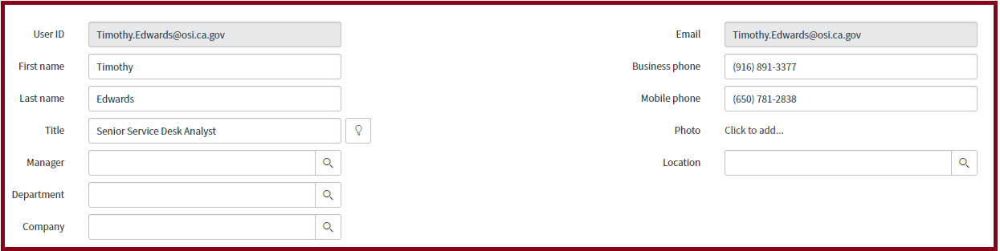 User ID Timothy.Edwards@osi.ca.gov
First name Timothy
Last name Edwards
Title Senior Service Desk Analyst
Manager
Department
Company
Email Timothy.Edwards@osi.ca.gov
Business phone (916) 891-3377
Mobile phone (650) 781-2838
Photo Click to add...
Location